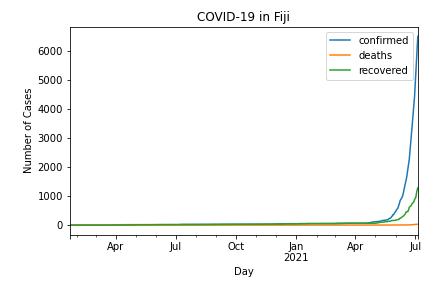 COVID-19 in Fiji
confirmed
deaths
recovered
6000
5000
4000
3000
2000
1000
0
Number of Cases
Apr Jul Oct Jan Apr Jul
2021
Day